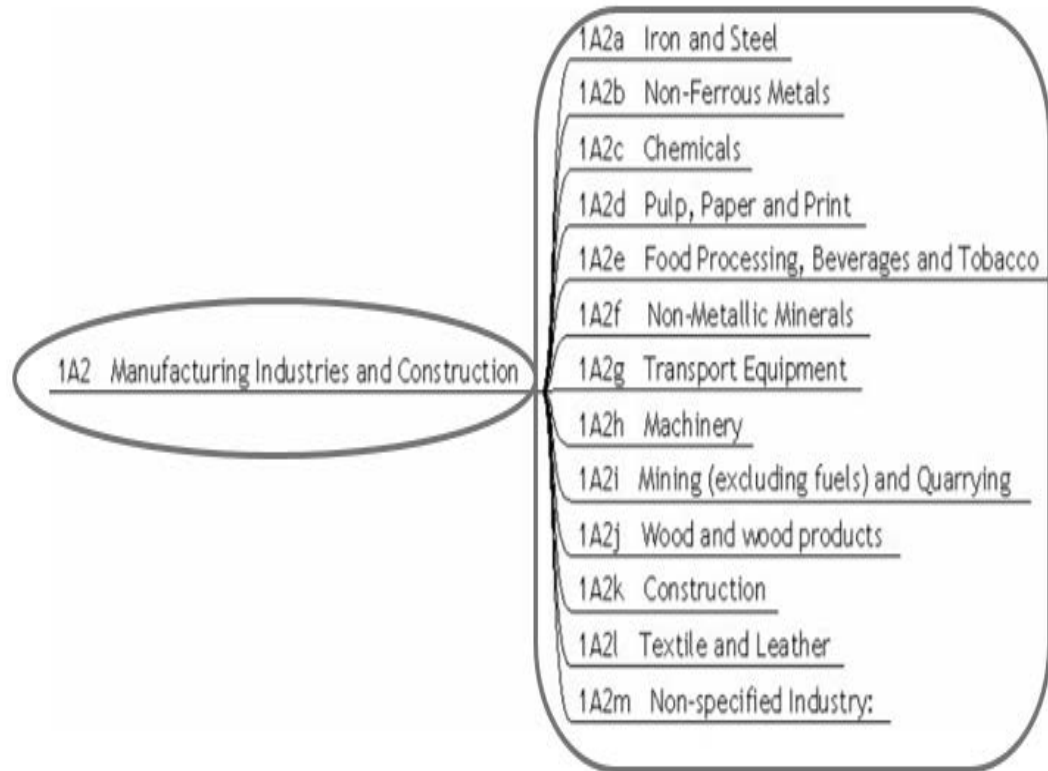 1A2a Iron and Steel
1A2b Non-Ferrous Metals
1A2c Chemicals
1A2d Pulp, Paper and Print
1A2e Food Processing, Beverages and Tobacco
1A2f Non-Metallic Minerals
1A2 Manufacturing Industries and Construction
1A2g Transport Equipment
1A2h Machinery
1A2i Mining (excluding fuels) and Quarrying
1A2j Wood and wood products
1A2k Construction
1A2l Textile and Leather
1A2m Non-specified Industry: